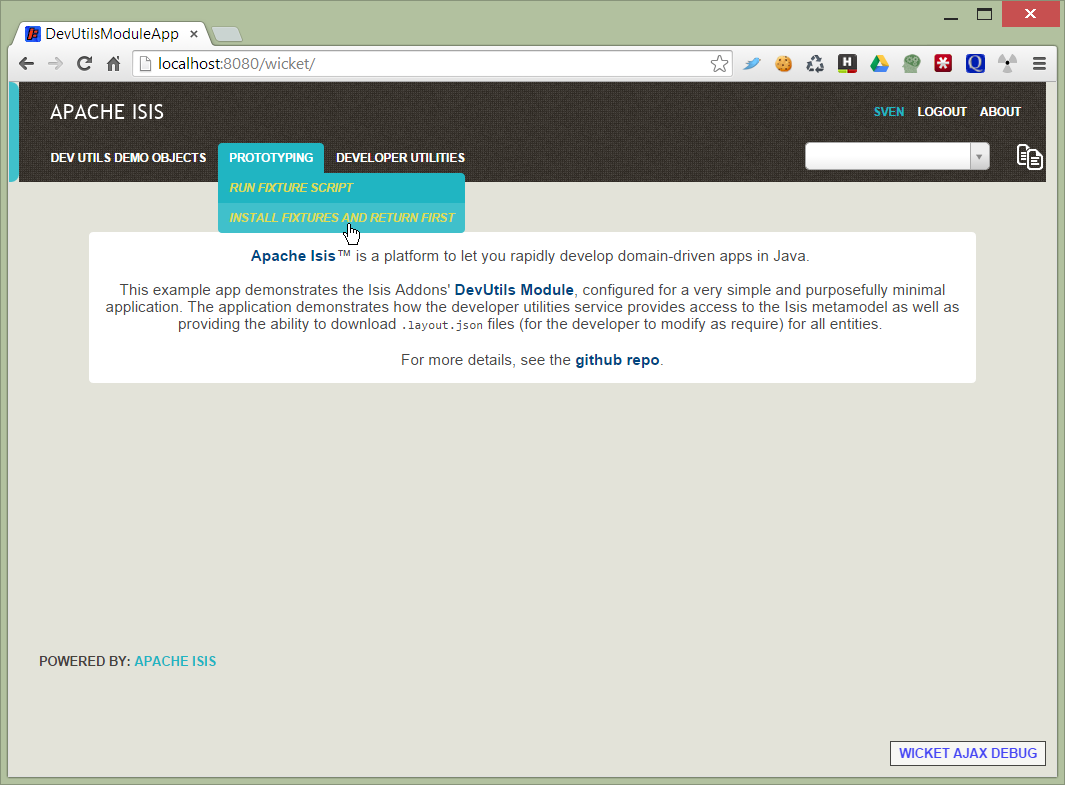 DevUtilsModuleApp
localhost:8080/wicket/
APACHE ISIS
SVEN LOGOUT ABOUT
DEV UTILS DEMO OBJECTS PROTOTYPING DEVELOPER UTILITIES
RUN FIXTURE SCRIPT
INSTALL FIXTURES AND RETURN FIRST
Apache Isis™ is a platform to let you rapidly develop domain-driven apps in Java.
This example app demonstrates the Isis Addons' DevUtils Module, configured for a very simple and purposefully minimal
application. The application demonstrates how the developer utilities service provides access to the Isis metamodel as well as
providing the ability to download .layout.json files (for the developer to modify as require) for all entities.
For more details, see the github repo.
POWERED BY: APACHE ISIS
WICKET AJAX DEBUG